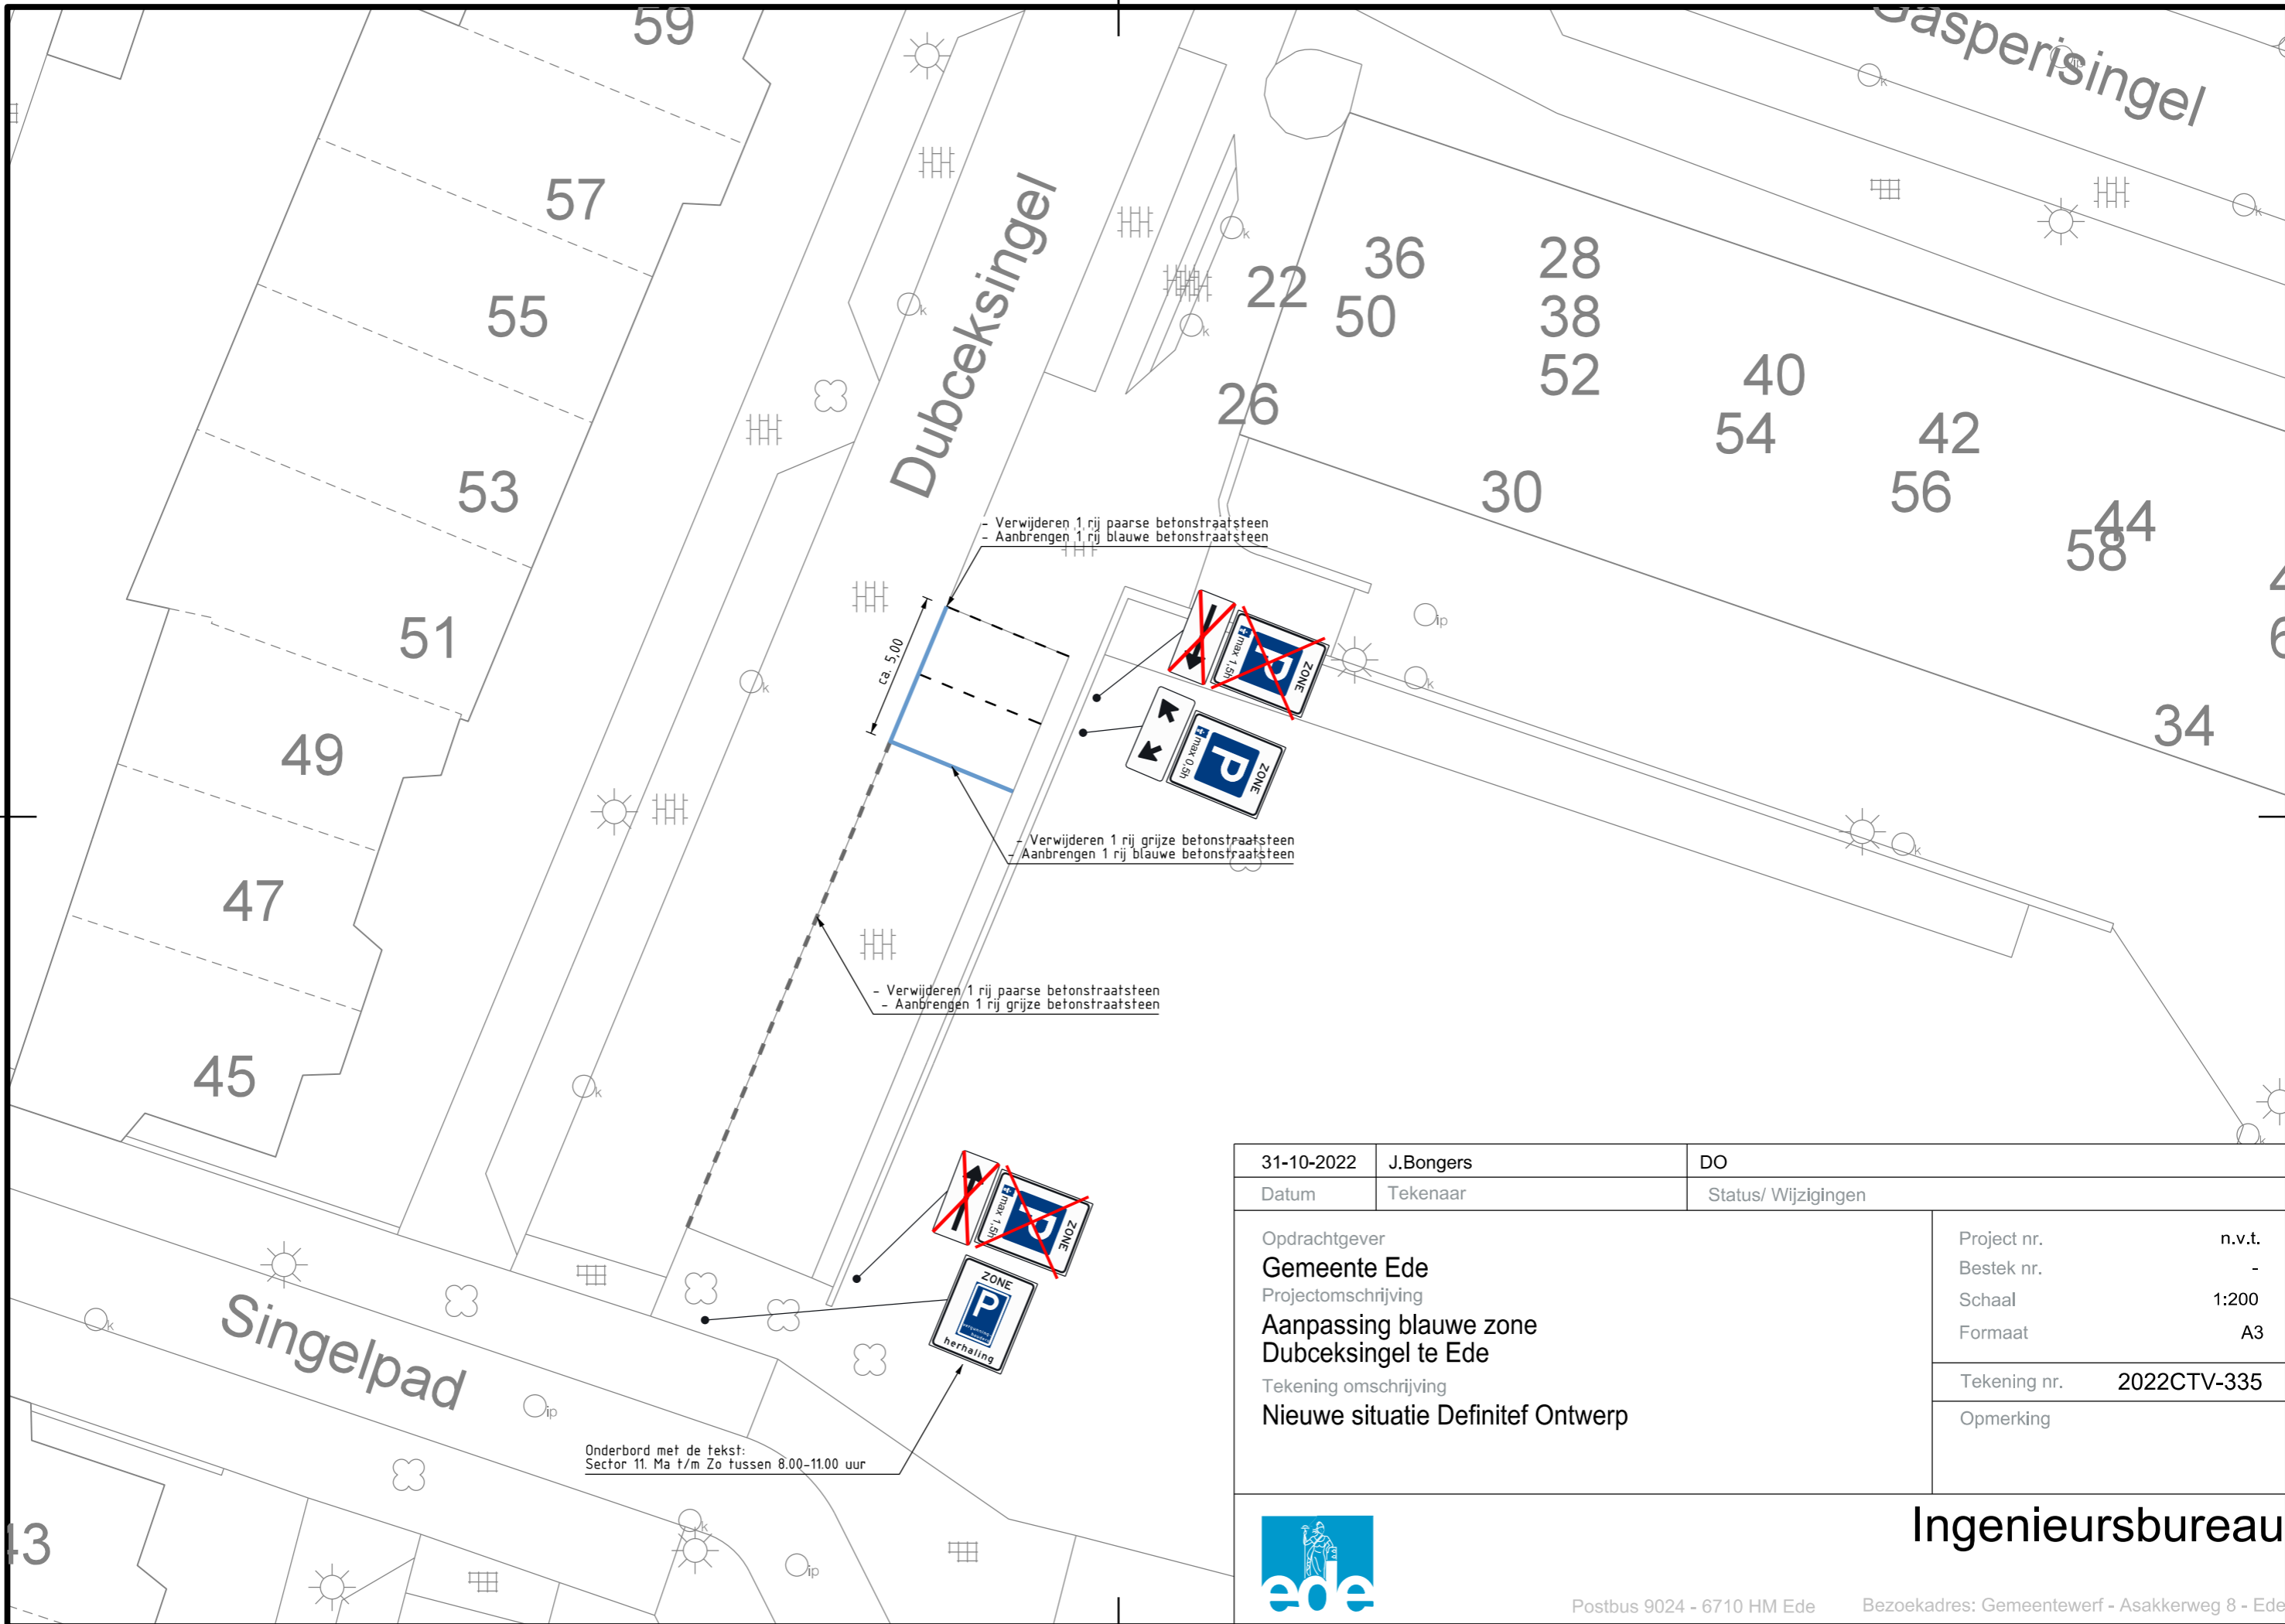 59
Gasperisingel
57
55
53
51
49
47
45
43
Dubceksingel
22
36
28
50
38
52
40
26
54
42
30
56
44
58
34
- Verwijderen 1 rij paarse betonstraatsteen
- Aanbrengen 1 rij blauwe betonstraatsteen
ca. 5,00
ZONE
P
max 1,5h
ZONE
P
max 0,5h
- Verwijderen 1 rij grijze betonstraatsteen
- Aanbrengen 1 rij blauwe betonstraatsteen
- Verwijderen 1 rij paarse betonstraatsteen
- Aanbrengen 1 rij grijze betonstraatsteen
ZONE
P
max 1,5h
ZONE
P
herhaling
Singelpad
Onderbord met de tekst:
Sector 11. Ma t/m Zo tussen 8.00-11.00 uur
31-10-2022 J.Bongers DO
Datum Tekenaar Status/ Wijzigingen
Opdrachtgever
Gemeente Ede
Projectomschrijving
Aanpassing blauwe zone
Dubceksingel te Ede
Tekening omschrijving
Nieuwe situatie Definitef Ontwerp
Project nr. n.v.t.
Bestek nr. -
Schaal 1:200
Formaat A3
Tekening nr. 2022CTV-335
Opmerking
ede
Ingenieursbureau
Postbus 9024 - 6710 HM Ede Bezoekadres: Gemeentewerf - Asakkerweg 8 - Ede